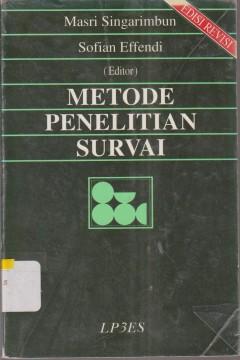 Masri Singarimbun
Sofian Effendi
(Editor)
EDISI REVISI
METODE
PENELITIAN
SURVAI
LP3ES